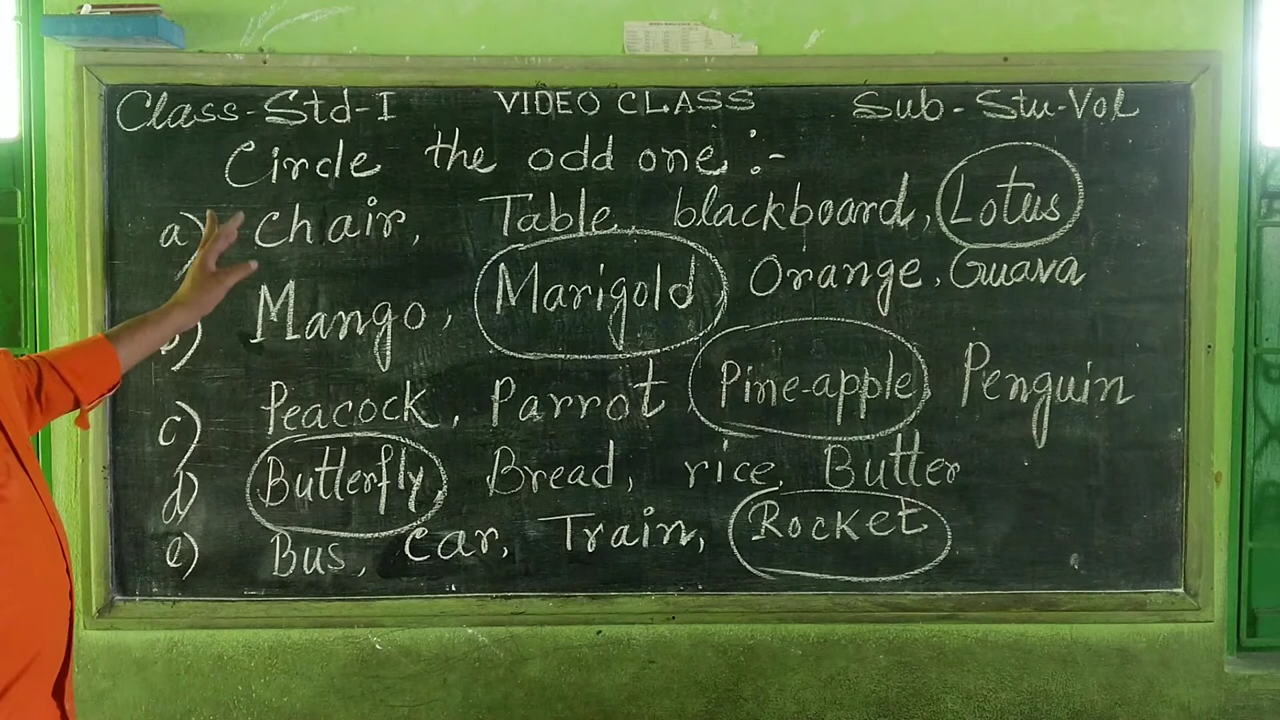 Class-Std-I VIDEO CLASS Sub-Stu-Vol
Circle the odd one :-
a) Chair, Table, blackboard, Lotus
b) Mango, Marigold, Orange, Guava
c) Peacock, Parrot, Pine-apple, Penguin
d) Butterfly, Bread, rice, Butter
e) Bus, Car, Train, Rocket